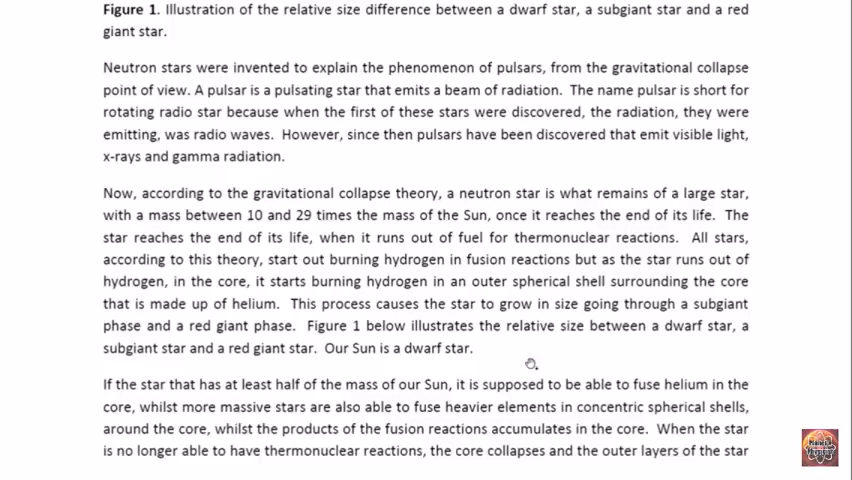 Figure 1. Illustration of the relative size difference between a dwarf star, a subgiant star and a red
giant star.
Neutron stars were invented to explain the phenomenon of pulsars, from the gravitational collapse
point of view. A pulsar is a pulsating star that emits a beam of radiation. The name pulsar is short for
rotating radio star because when the first of these stars were discovered, the radiation, they were
emitting, was radio waves. However, since then pulsars have been discovered that emit visible light,
x-rays and gamma radiation.
Now, according to the gravitational collapse theory, a neutron star is what remains of a large star,
with a mass between 10 and 29 times the mass of the Sun, once it reaches the end of its life. The
star reaches the end of its life, when it runs out of fuel for thermonuclear reactions. All stars,
according to this theory, start out burning hydrogen in fusion reactions but as the star runs out of
hydrogen, in the core, it starts burning hydrogen in an outer spherical shell surrounding the core
that is made up of helium. This process causes the star to grow in size going through a subgiant
phase and a red giant phase. Figure 1 below illustrates the relative size between a dwarf star, a
subgiant star and a red giant star. Our Sun is a dwarf star.
If the star that has at least half of the mass of our Sun, it is supposed to be able to fuse helium in the
core, whilst more massive stars are also able to fuse heavier elements in concentric spherical shells,
around the core, whilst the products of the fusion reactions accumulates in the core. When the star
is no longer able to have thermonuclear reactions, the core collapses and the outer layers of the star